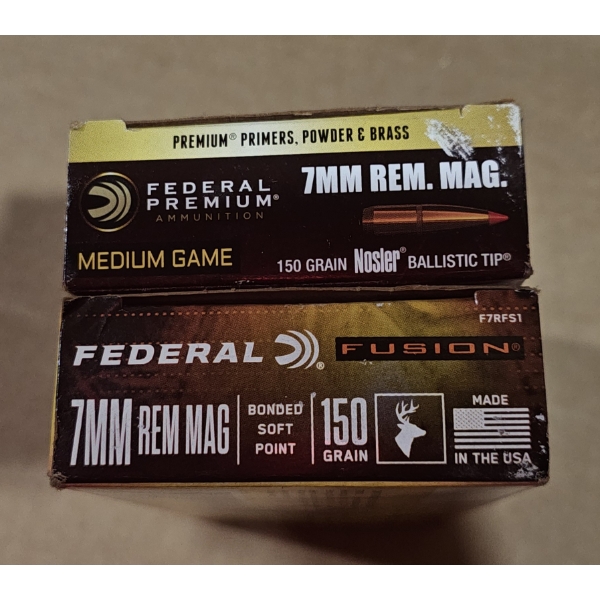 PREMIUM® PRIMERS, POWDER & BRASS
FEDERAL
PREMIUM®
AMMUNITION
7MM REM. MAG.
MEDIUM GAME
150 GRAIN Nosler® BALLISTIC TIP®
F7RFS1
FEDERAL® FUSION®
7MM REM MAG
BONDED
SOFT
POINT
150
GRAIN
MADE
IN THE USA